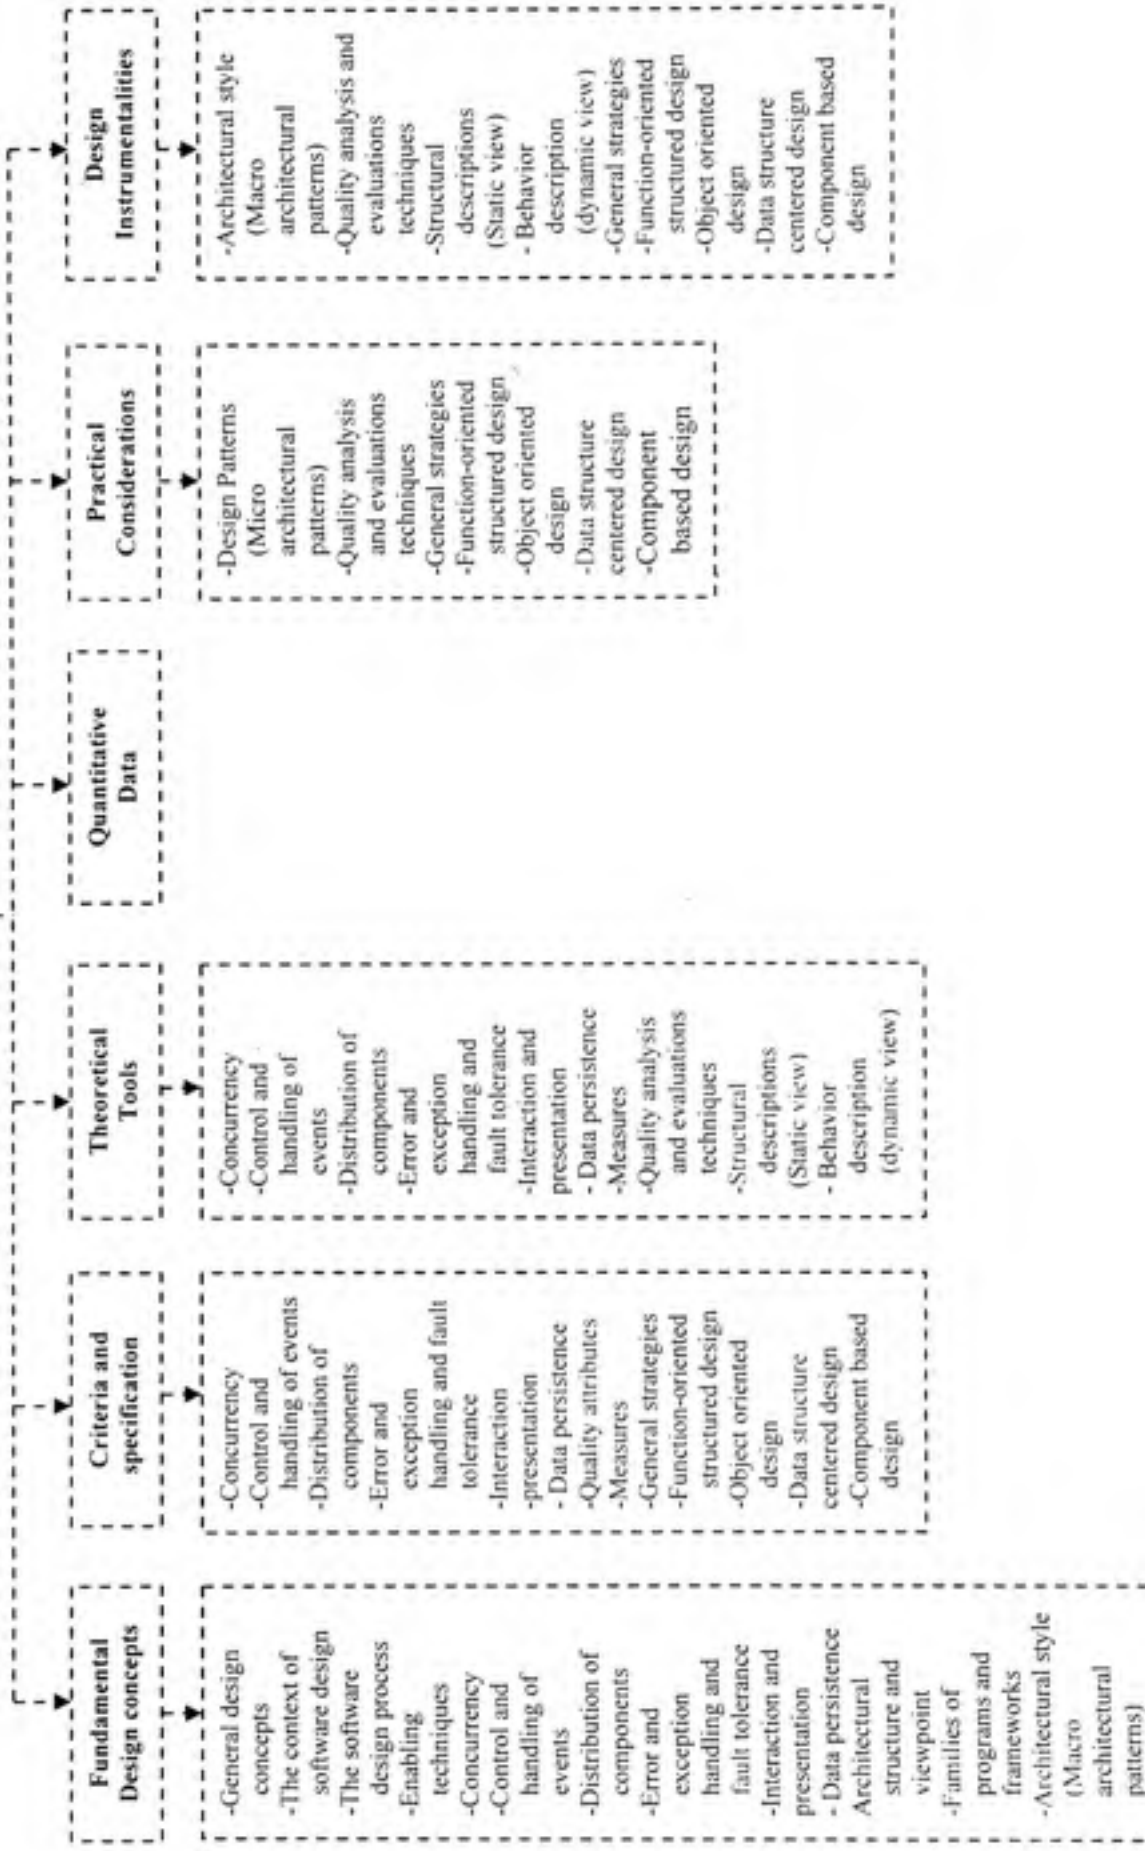 Fundamental
Design concepts
-General design
concepts
-The context of
software design
-The software
design process
-Enabling
techniques
-Concurrency
-Control and
handling of
events
-Distribution of
components
-Error and
exception
handling and
fault tolerance
-Interaction and
presentation
- Data persistence
Architectural
structure and
viewpoint
-Families of
programs and
frameworks
-Architectural style
(Macro
architectural
patterns)
Criteria and
specification
-Concurrency
-Control and
handling of events
-Distribution of
components
-Error and
exception
handling and fault
tolerance
-Interaction
-presentation
- Data persistence
-Quality attributes
-Measures
-General strategies
-Function-oriented
structured design
-Object oriented
design
-Data structure
centered design
-Component based
design
Theoretical
Tools
-Concurrency
-Control and
handling of
events
-Distribution of
components
-Error and
exception
handling and
fault tolerance
-Interaction and
presentation
- Data persistence
-Measures
-Quality analysis
and evaluations
techniques
-Structural
descriptions
(Static view)
- Behavior
description
(dynamic view)
Quantitative
Data
Practical
Considerations
-Design Patterns
(Micro
architectural
patterns)
-Quality analysis
and evaluations
techniques
-General strategies
-Function-oriented
structured design
-Object oriented
design
-Data structure
centered design
-Component
based design
Design
Instrumentalities
-Architectural style
(Macro
architectural
patterns)
-Quality analysis and
evaluations
techniques
-Structural
descriptions
(Static view)
- Behavior
description
(dynamic view)
-General strategies
-Function-oriented
structured design
-Object oriented
design
-Data structure
centered design
-Component based
design